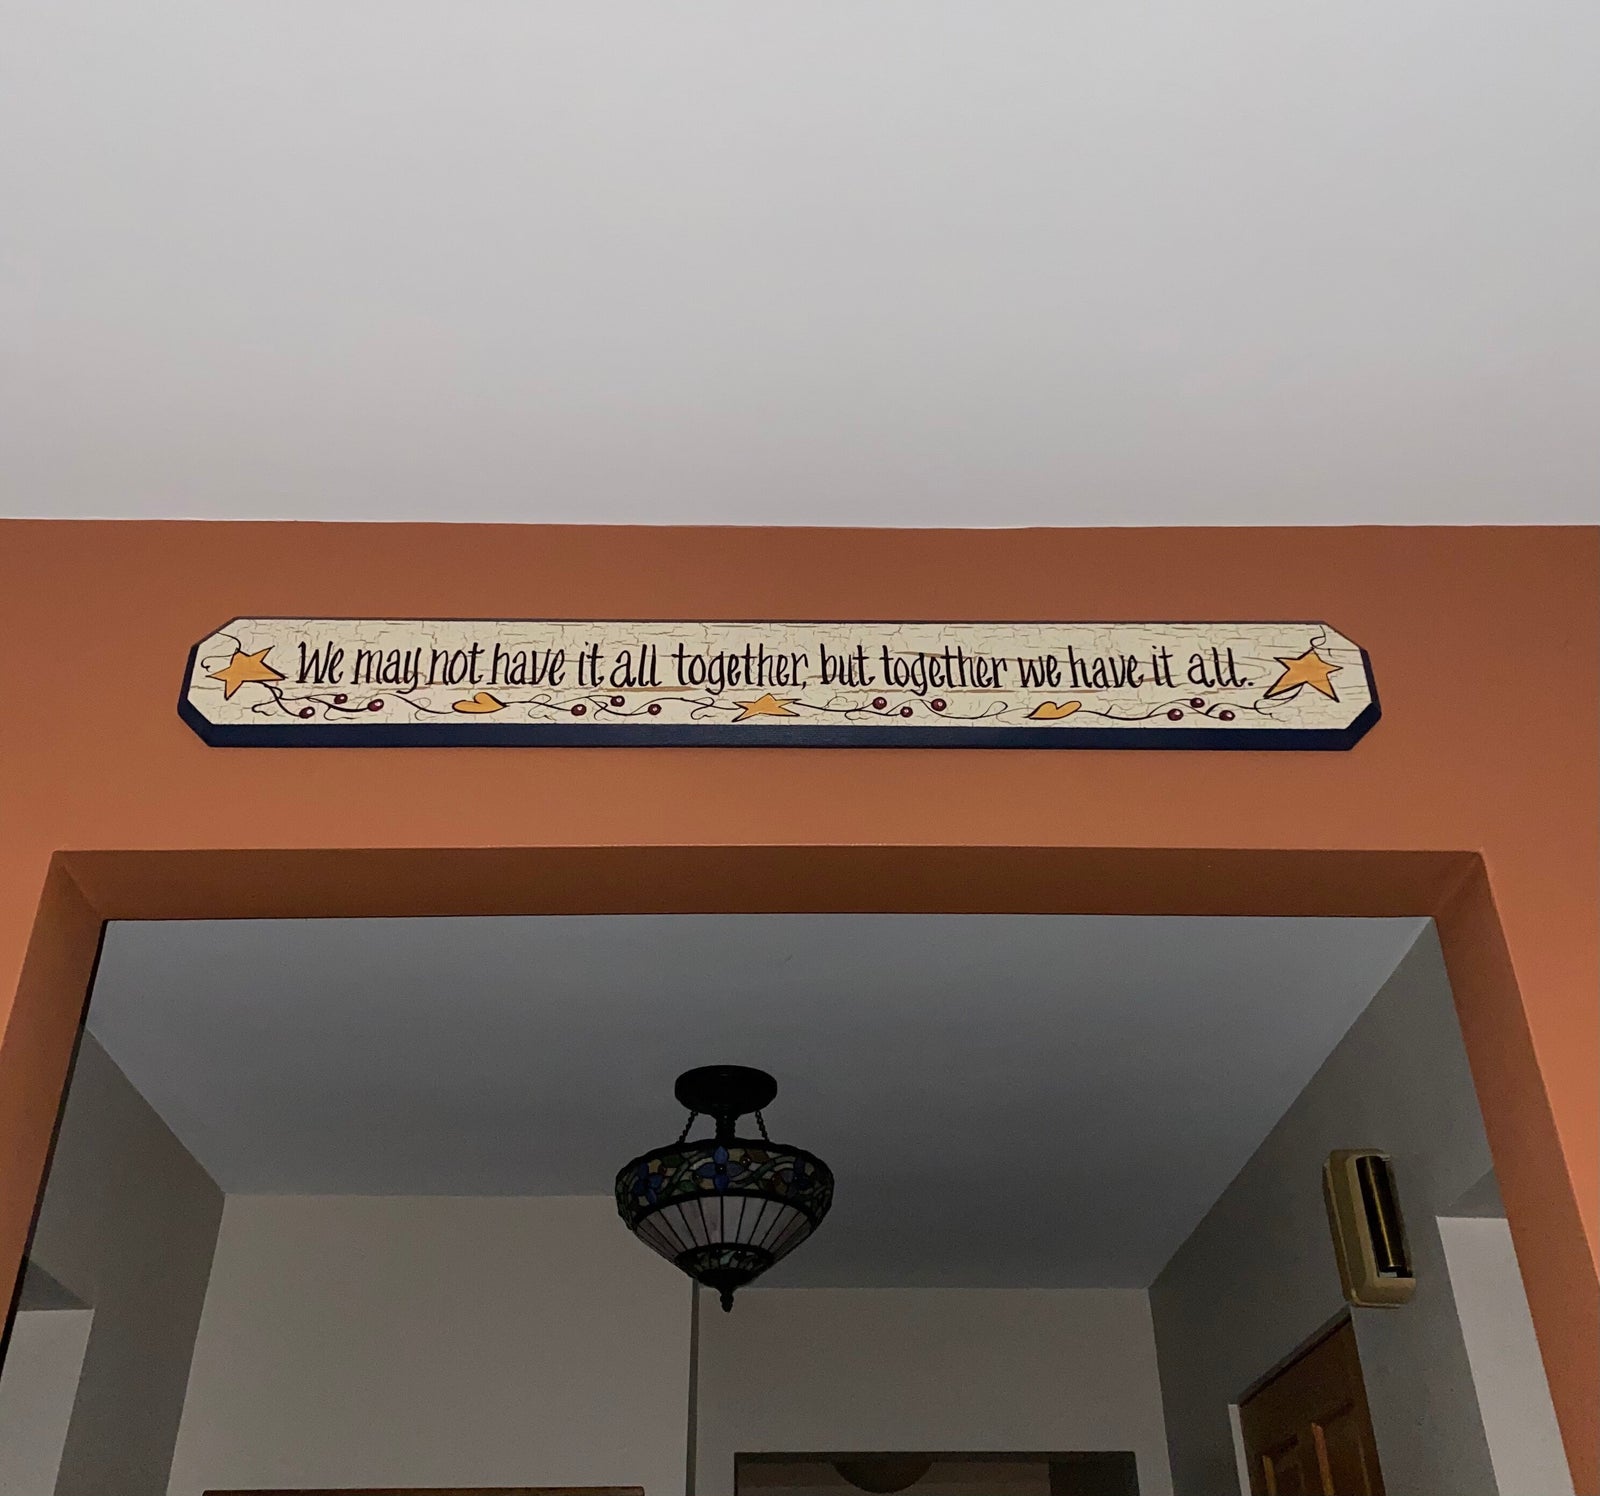 We may not have it all together, but together we have it all.